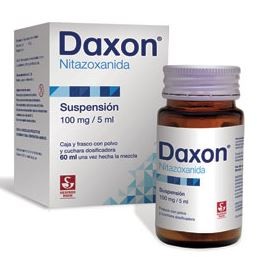 Daxon®
Nitazoxanida
Suspensión
100 mg / 5 ml
Caja y frasco con polvo
y cuchara dosificadora
60 ml una vez hecha la mezcla
Daxon®
Nitazoxanida
Suspensión
100 mg / 5 ml